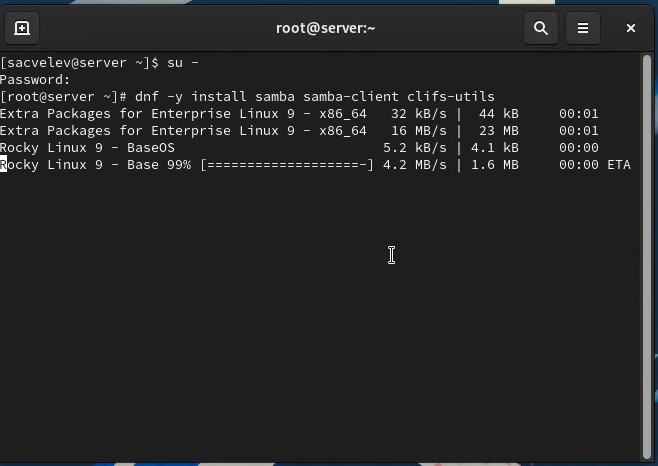 root@server:~
[sacvelev@server ~]$ su -
Password:
[root@server ~]# dnf -y install samba samba-client clifs-utils
Extra Packages for Enterprise Linux 9 - x86_64   32 kB/s |  44 kB     00:01
Extra Packages for Enterprise Linux 9 - x86_64   16 MB/s |  23 MB     00:01
Rocky Linux 9 - BaseOS                          5.2 kB/s | 4.1 kB     00:00
Rocky Linux 9 - Base 99% [===================-] 4.2 MB/s | 1.6 MB     00:00 ETA